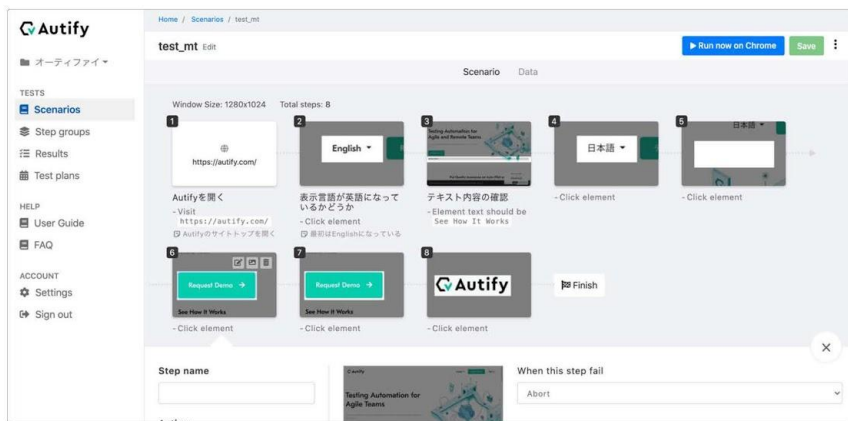 Autify
オーティファイ
TESTS
Scenarios
Step groups
Results
Test plans
HELP
User Guide
FAQ
ACCOUNT
Settings
Sign out
Home / Scenarios / test_mt
test_mt Edit
Run now on Chrome
Save
Scenario Data
Window Size: 1280x1024 Total steps: 8
1
https://autify.com/
Autifyを開く
- Visit
https://autify.com/
Autifyのサイトトップを開く
2
English
表示言語が英語になって
いるかどうか
- Click element
最初はEnglishになっている
3
Testing Automation for
Agile and Remote Teams
テキスト内容の確認
- Element text should be
See How It Works
4
日本語
- Click element
5
日本語
- Click element
6
Request Demo →
See How It Works
- Click element
7
Request Demo →
See How It Works
- Click element
8
Autify
- Click element
Finish
Step name
Autify
Testing Automation for
Agile Teams
When this step fail
Abort